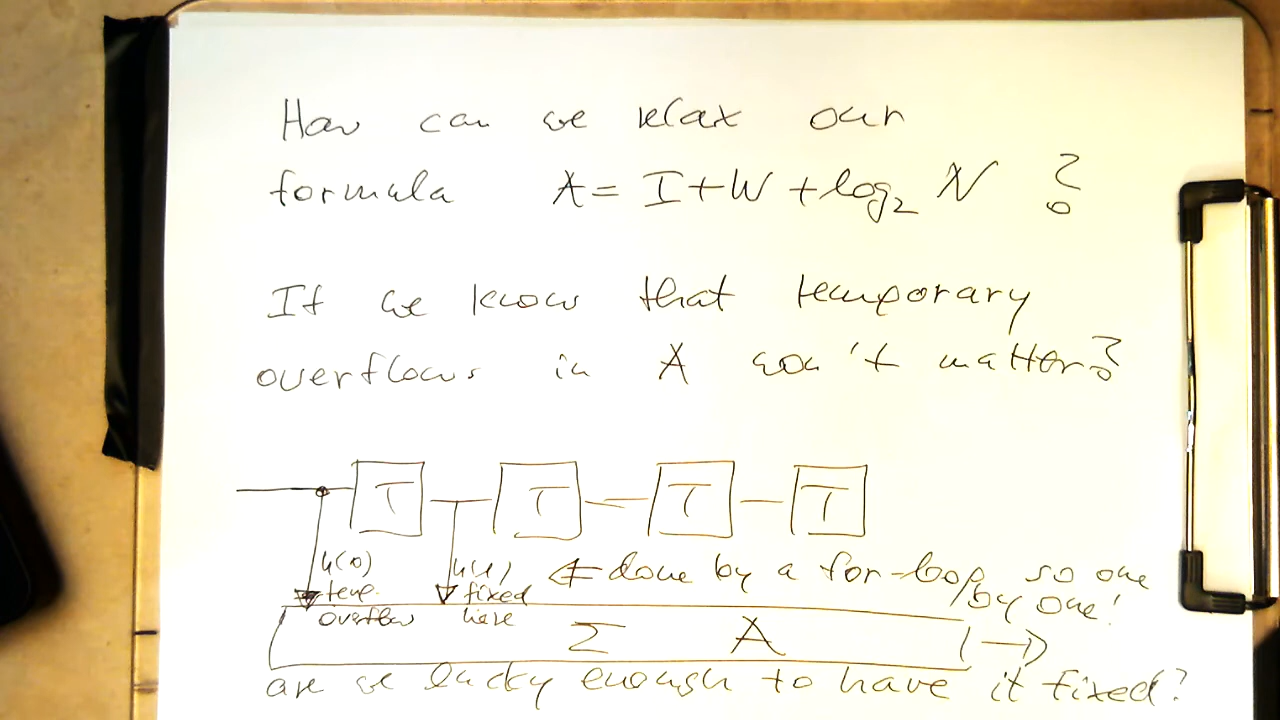 How can we relax our
formula A = I + W + log₂ N ?
If we know that temporary
overflows in A won't matter?
T T T T
h(0) h(1) ⇐ done by a for-loop, so one
temp. fixed by one!
overflow here
Σ A →
are we lucky enough to have it fixed?